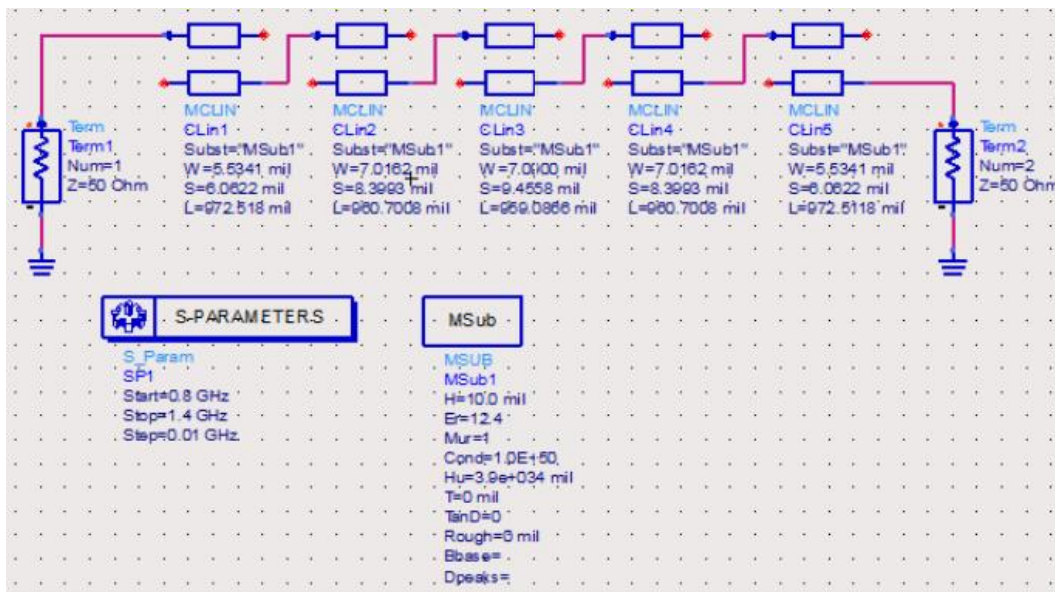 MCLIN
CLin1
Subst="MSub1"
W=5.5341 mil
S=6.0622 mil
L=972.518 mil
MCLIN
CLin2
Subst="MSub1"
W=7.0162 mil
S=8.3993 mil
L=960.7008 mil
MCLIN
CLin3
Subst="MSub1"
S=9.4558 mil
L=959.0866 mil
MCLIN
CLin4
Subst="MSub1"
W=7.0162 mil
S=8.3993 mil
L=960.7008 mil
MCLIN
CLin5
Subst="MSub1"
W=5.5341 mil
S=6.0622 mil
L=972.5118 mil
Term
Term1
Num=1
Z=50 Ohm
Term
Term2
Num=2
Z=50 Ohm
S-PARAMETERS
S_Param
SP1
Start=0.8 GHz
Stop=1.4 GHz
Step=0.01 GHz
MSub
MSUB
MSub1
H=10.0 mil
Er=12.4
Mur=1
Cond=1.0E+50
Hu=3.9e+034 mil
T=0 mil
TanD=0
Rough=0 mil
Bbase=
Dpeaks=